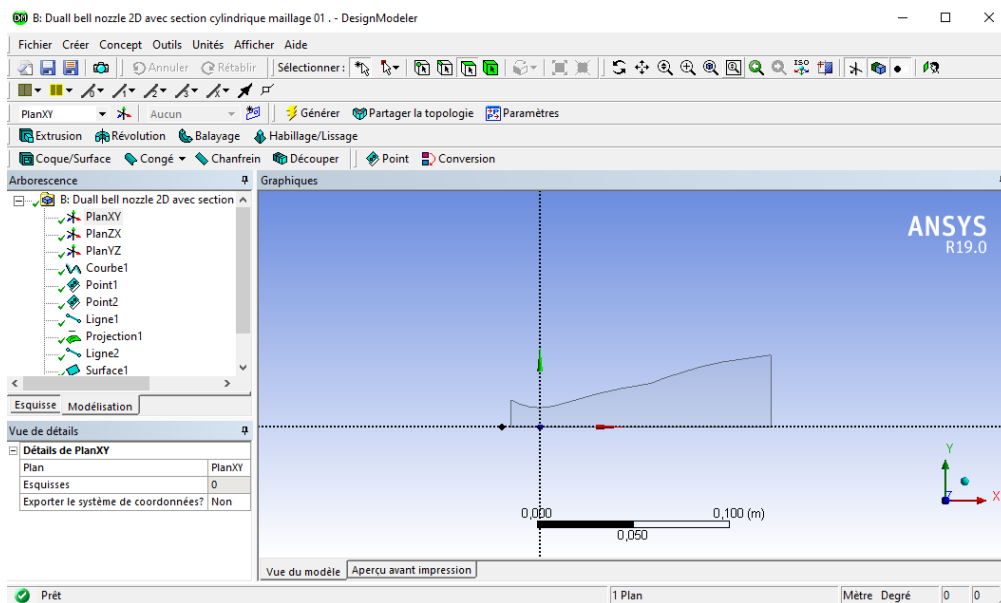 B: Duall bell nozzle 2D avec section cylindrique maillage 01 . - DesignModeler
Fichier Créer Concept Outils Unités Afficher Aide
Annuler Rétablir Sélectionner: ISO
PlanXY Aucun Générer Partager la topologie Paramètres
Extrusion Révolution Balayage Habillage/Lissage
Coque/Surface Congé Chanfrein Découper Point Conversion
Arborescence
B: Duall bell nozzle 2D avec section
PlanXY
PlanZX
PlanYZ
Courbe1
Point1
Point2
Ligne1
Projection1
Ligne2
Surface1
Esquisse Modélisation
Vue de détails
Détails de PlanXY
Plan PlanXY
Esquisses 0
Exporter le système de coordonnées? Non
Graphiques
ANSYS
R19.0
0,000 0,100 (m)
0,050
Y
Z X
Vue du modèle Aperçu avant impression
Prêt 1 Plan Mètre Degré 0 0